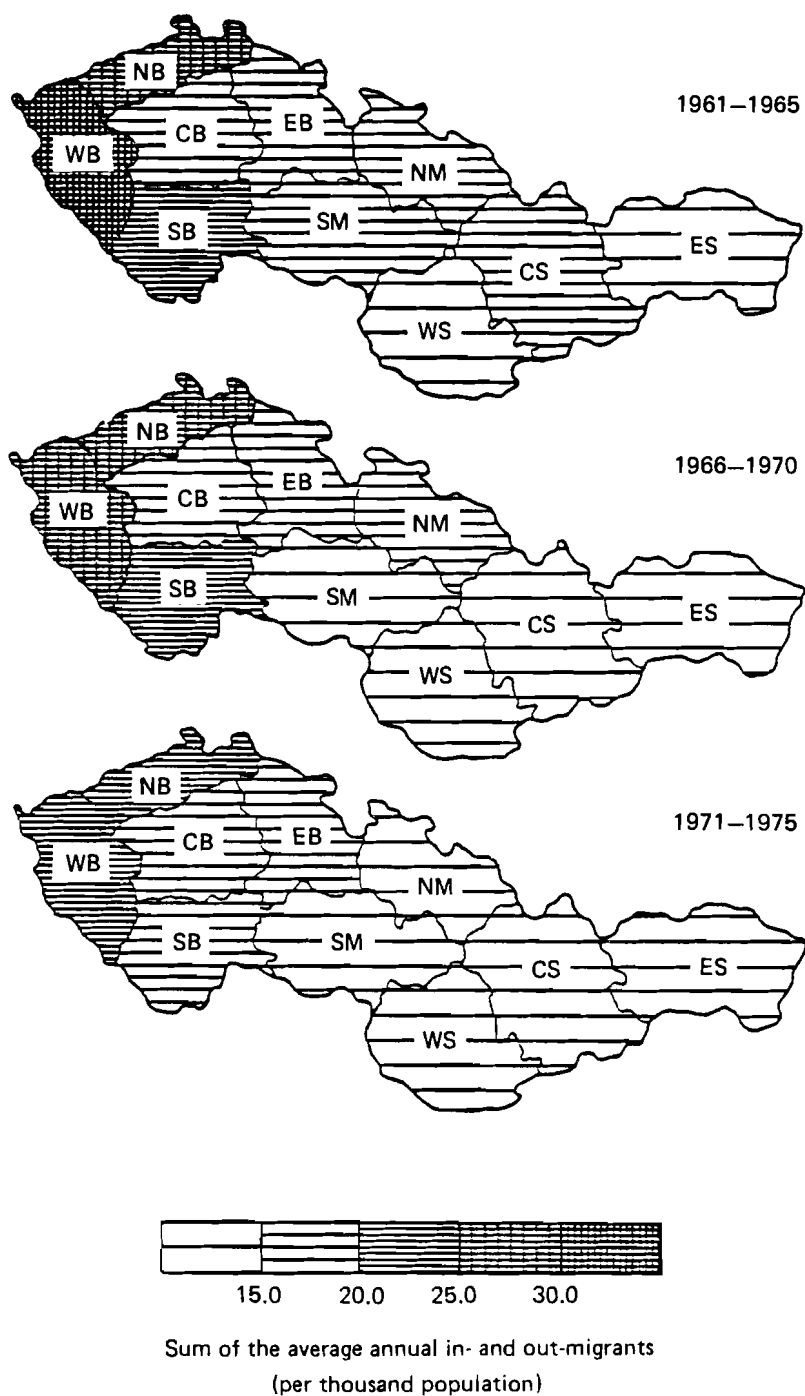 1961–1965
NB
CB
EB
WB
NM
SB
SM
ES
CS
WS
1966–1970
NB
EB
CB
WB
NM
SB
SM
ES
CS
WS
1971–1975
NB
CB
EB
WB
NM
SB
SM
CS
ES
WS
15.0 20.0 25.0 30.0
Sum of the average annual in- and out-migrants
(per thousand population)